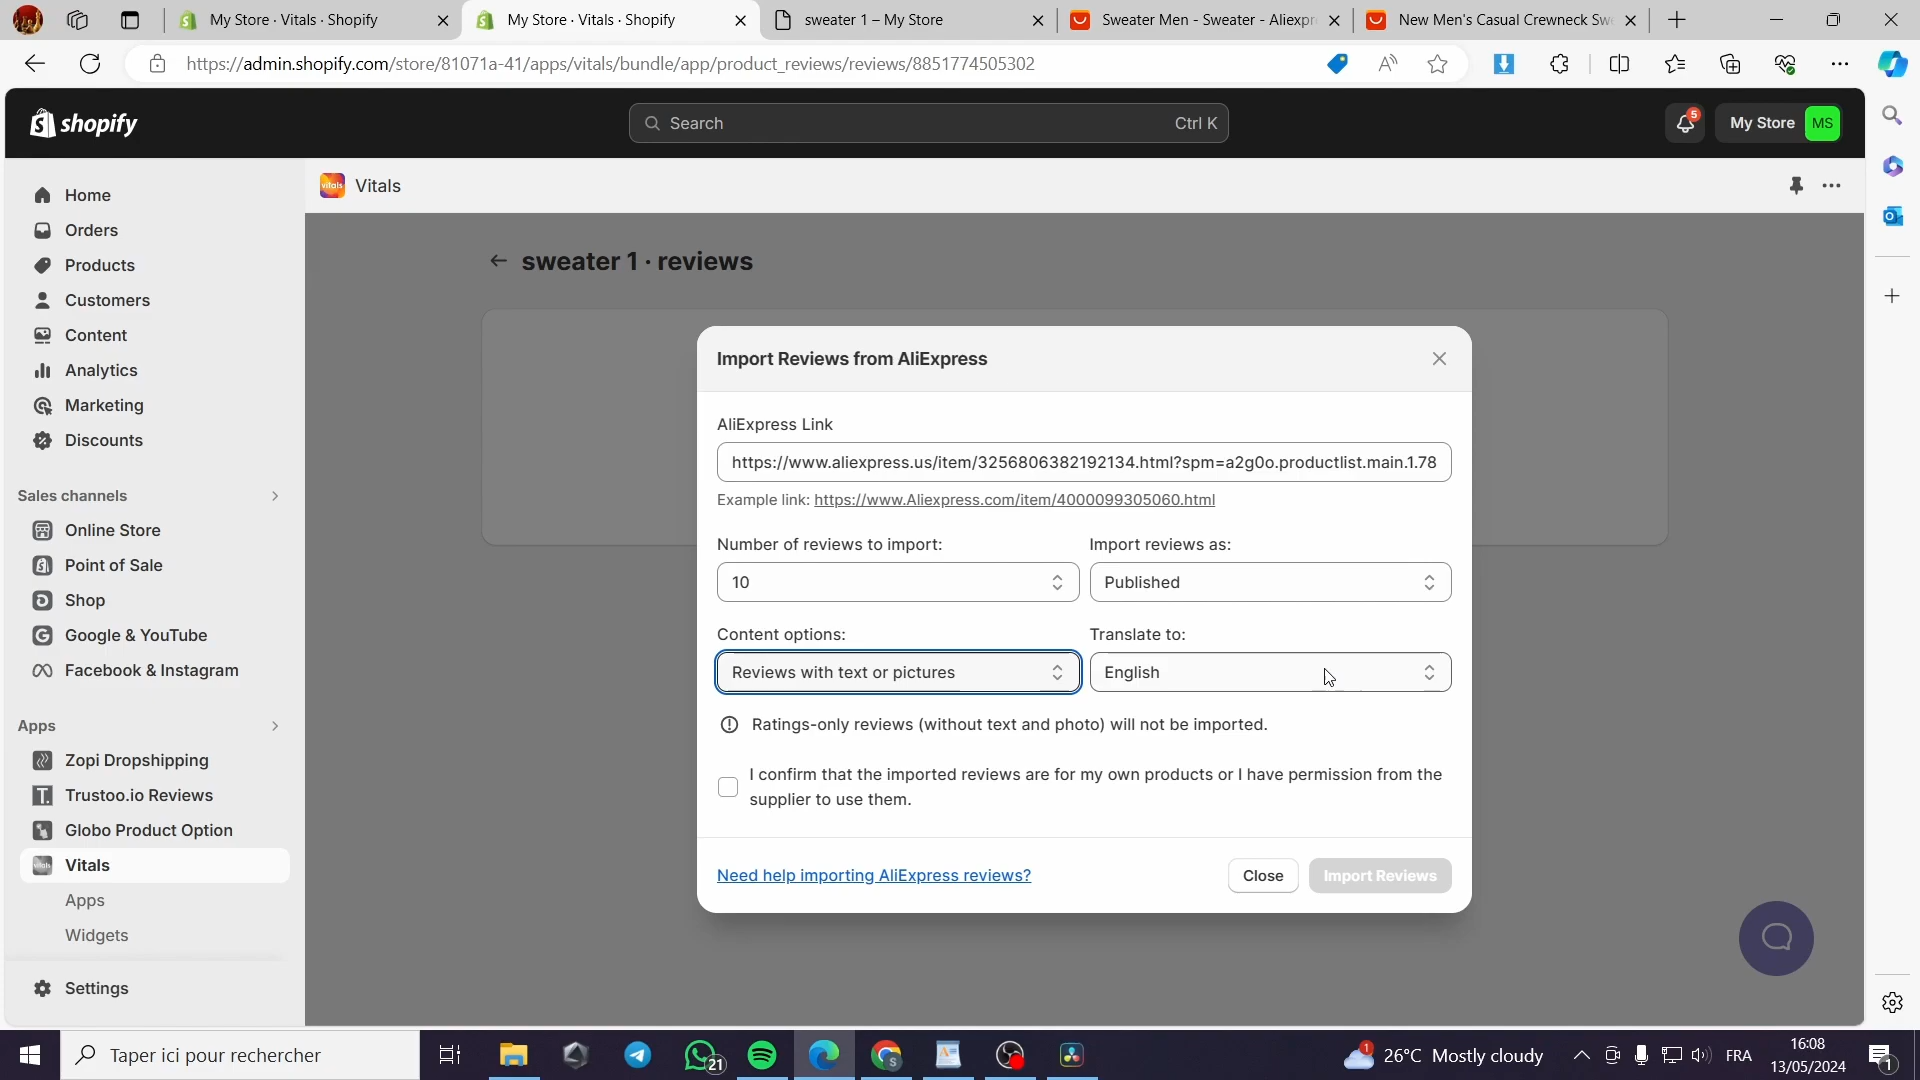 My Store · Vitals · Shopify
My Store · Vitals · Shopify
sweater 1 – My Store
Sweater Men - Sweater - Aliexpr
New Men's Casual Crewneck Sw
https://admin.shopify.com/store/81071a-41/apps/vitals/bundle/app/product_reviews/reviews/8851774505302
shopify
Search
Ctrl K
5
My Store
MS
Home
Orders
Products
Customers
Content
Analytics
Marketing
Discounts
Sales channels
Online Store
Point of Sale
Shop
Google & YouTube
Facebook & Instagram
Apps
Zopi Dropshipping
Trustoo.io Reviews
Globo Product Option
Vitals
Apps
Widgets
Settings
vitals
Vitals
sweater 1 · reviews
Import Reviews from AliExpress
AliExpress Link
https://www.aliexpress.us/item/3256806382192134.html?spm=a2g0o.productlist.main.1.78
Example link: https://www.Aliexpress.com/item/4000099305060.html
Number of reviews to import:
Import reviews as:
10
Published
Content options:
Translate to:
Reviews with text or pictures
English
Ratings-only reviews (without text and photo) will not be imported.
I confirm that the imported reviews are for my own products or I have permission from the
supplier to use them.
Need help importing AliExpress reviews?
Close
Import Reviews
Taper ici pour rechercher
21
S
1
26°C Mostly cloudy
FRA
16:08
13/05/2024
1